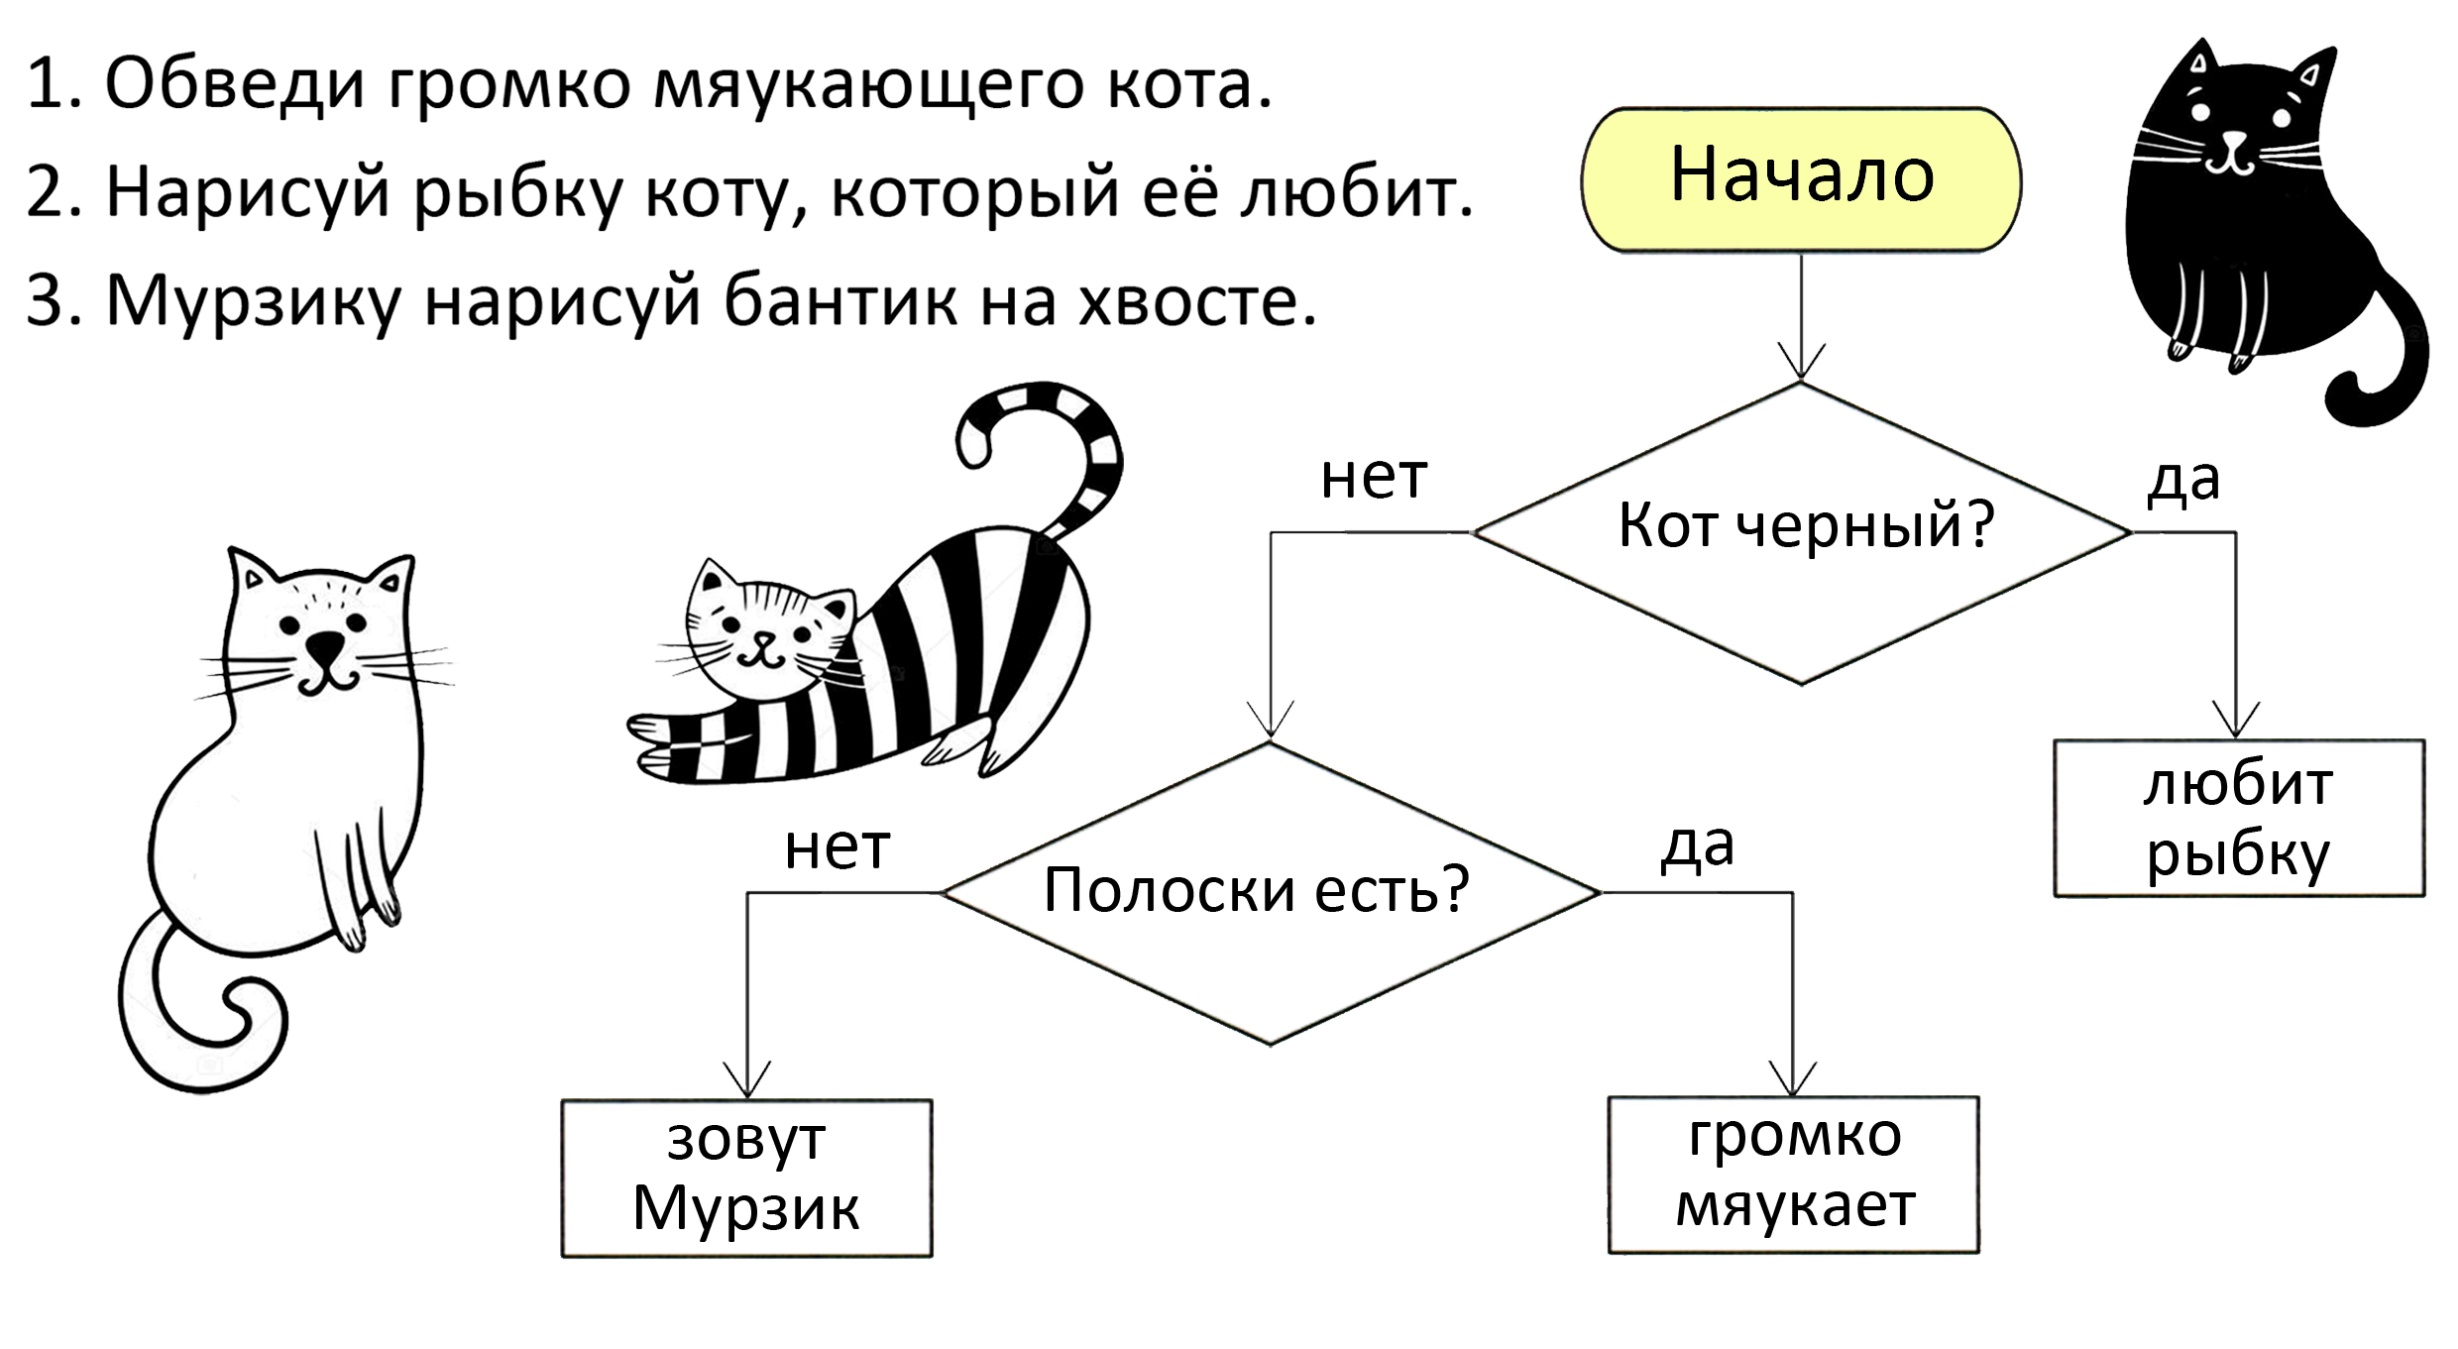 1. Обведи громко мяукающего кота.
2. Нарисуй рыбку коту, который её любит.
3. Мурзику нарисуй бантик на хвосте.
Начало
нет
Кот черный?
да
любит
рыбку
нет
Полоски есть?
да
зовут
Мурзик
громко
мяукает